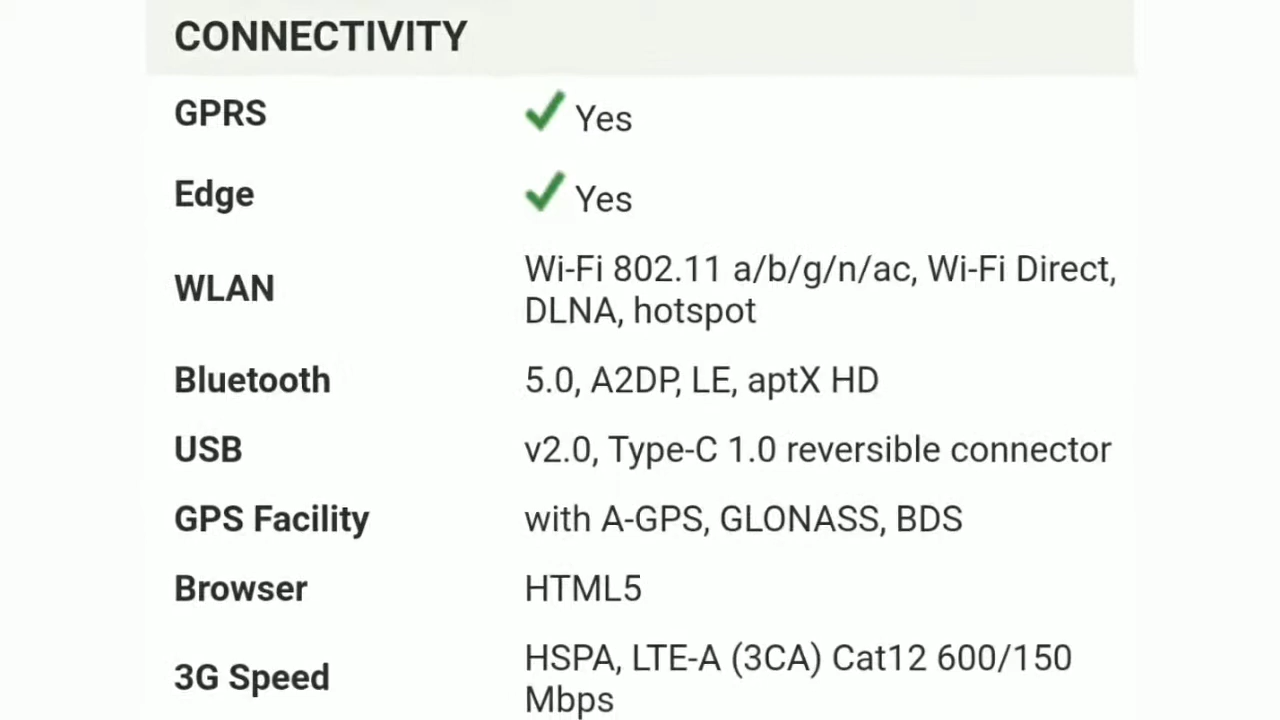 CONNECTIVITY
GPRS Yes
Edge Yes
WLAN Wi-Fi 802.11 a/b/g/n/ac, Wi-Fi Direct,
DLNA, hotspot
Bluetooth 5.0, A2DP, LE, aptX HD
USB v2.0, Type-C 1.0 reversible connector
GPS Facility with A-GPS, GLONASS, BDS
Browser HTML5
3G Speed HSPA, LTE-A (3CA) Cat12 600/150
Mbps